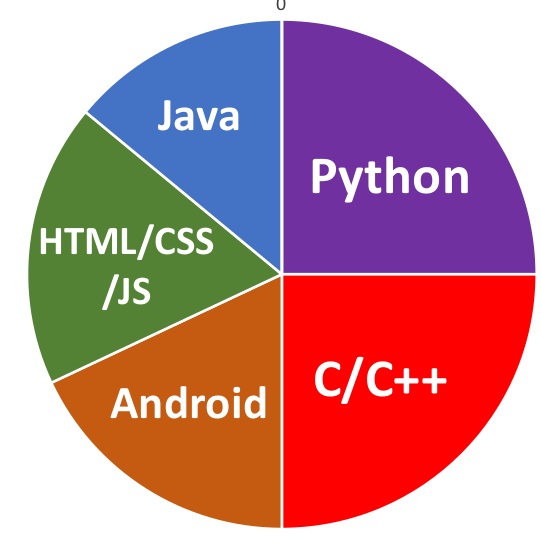 0
Java
Python
HTML/CSS
/JS
C/C++
Android